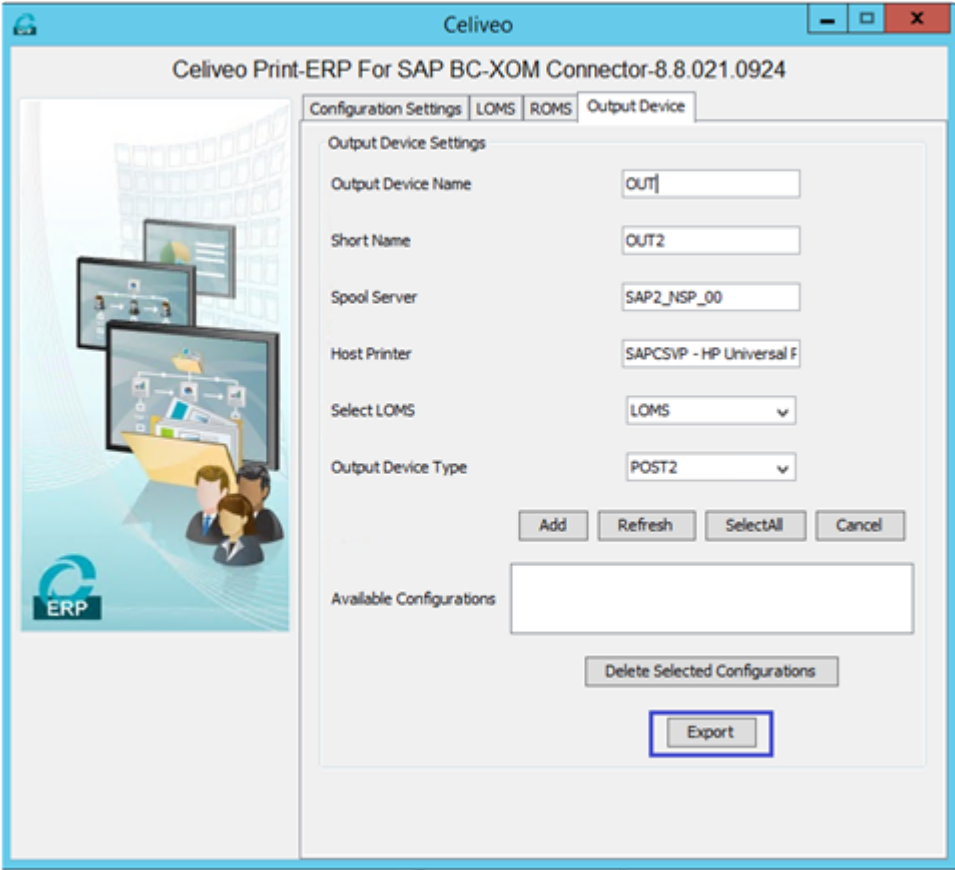 Celiveo
Celiveo Print-ERP For SAP BC-XOM Connector-8.8.021.0924
Configuration Settings LOMS ROMS Output Device
Output Device Settings
Output Device Name OUT
Short Name OUT2
Spool Server SAP2_NSP_00
Host Printer SAPCSVP - HP Universal P
Select LOMS LOMS
Output Device Type POST2
Add Refresh SelectAll Cancel
Available Configurations
Delete Selected Configurations
Export
ERP